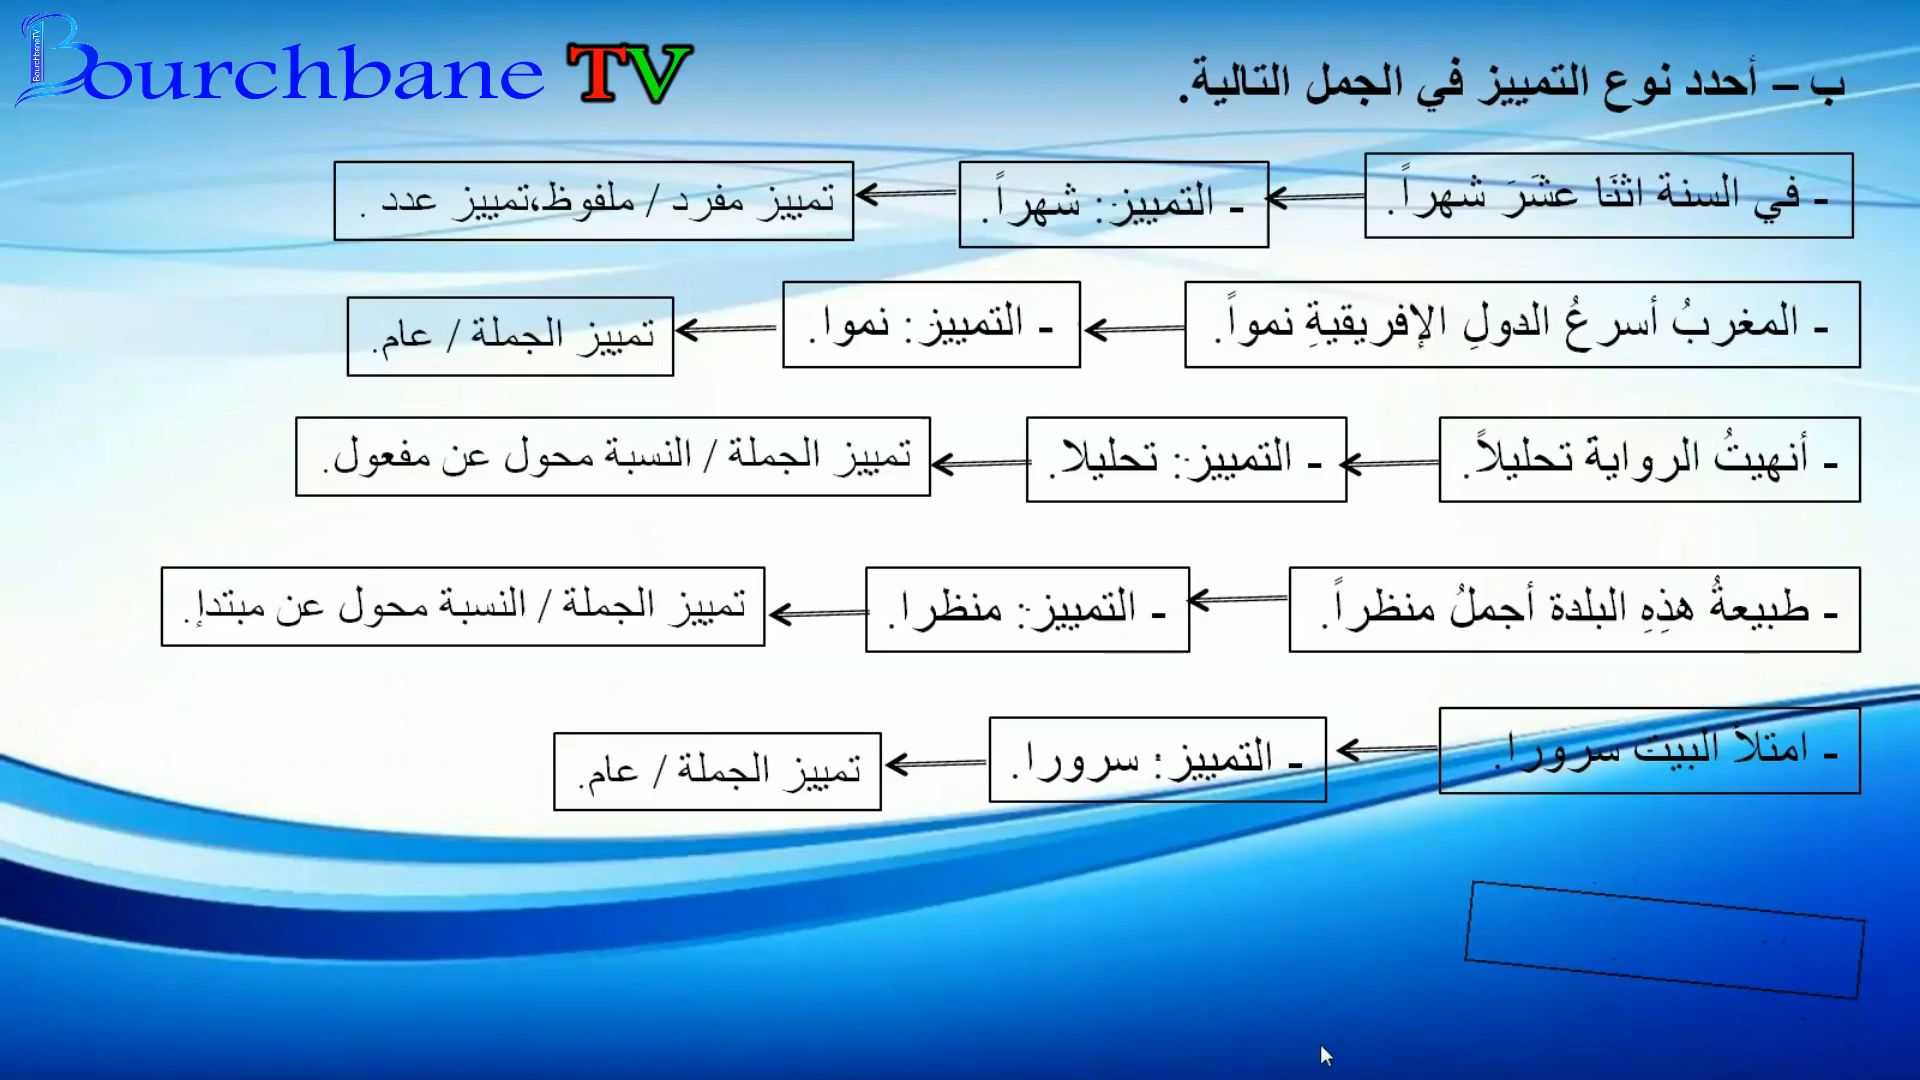 BourchbaneTV
Bourchbane TV
ب – أحدد نوع التمييز في الجمل التالية.
- في السنة اثنَا عشَرَ شهراً.
- التمييز: شهراً.
تمييز مفرد / ملفوظ،تمييز عدد .
- المغربُ أسرعُ الدولِ الإفريقيةِ نمواً.
- التمييز: نموا.
تمييز الجملة / عام.
- أنهيتُ الرواية تحليلاً.
- التمييز: تحليلا.
تمييز الجملة / النسبة محول عن مفعول.
- طبيعةُ هذِهِ البلدة أجملُ منظراً.
- التمييز: منظرا.
تمييز الجملة / النسبة محول عن مبتدإ.
- امتلأ البيت سرورا.
- التمييز: سرورا.
تمييز الجملة / عام.